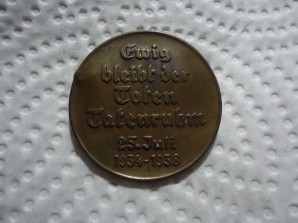 Ewig
bleibt der
Toten
Tatenruhm
25. Juli
1934-1938